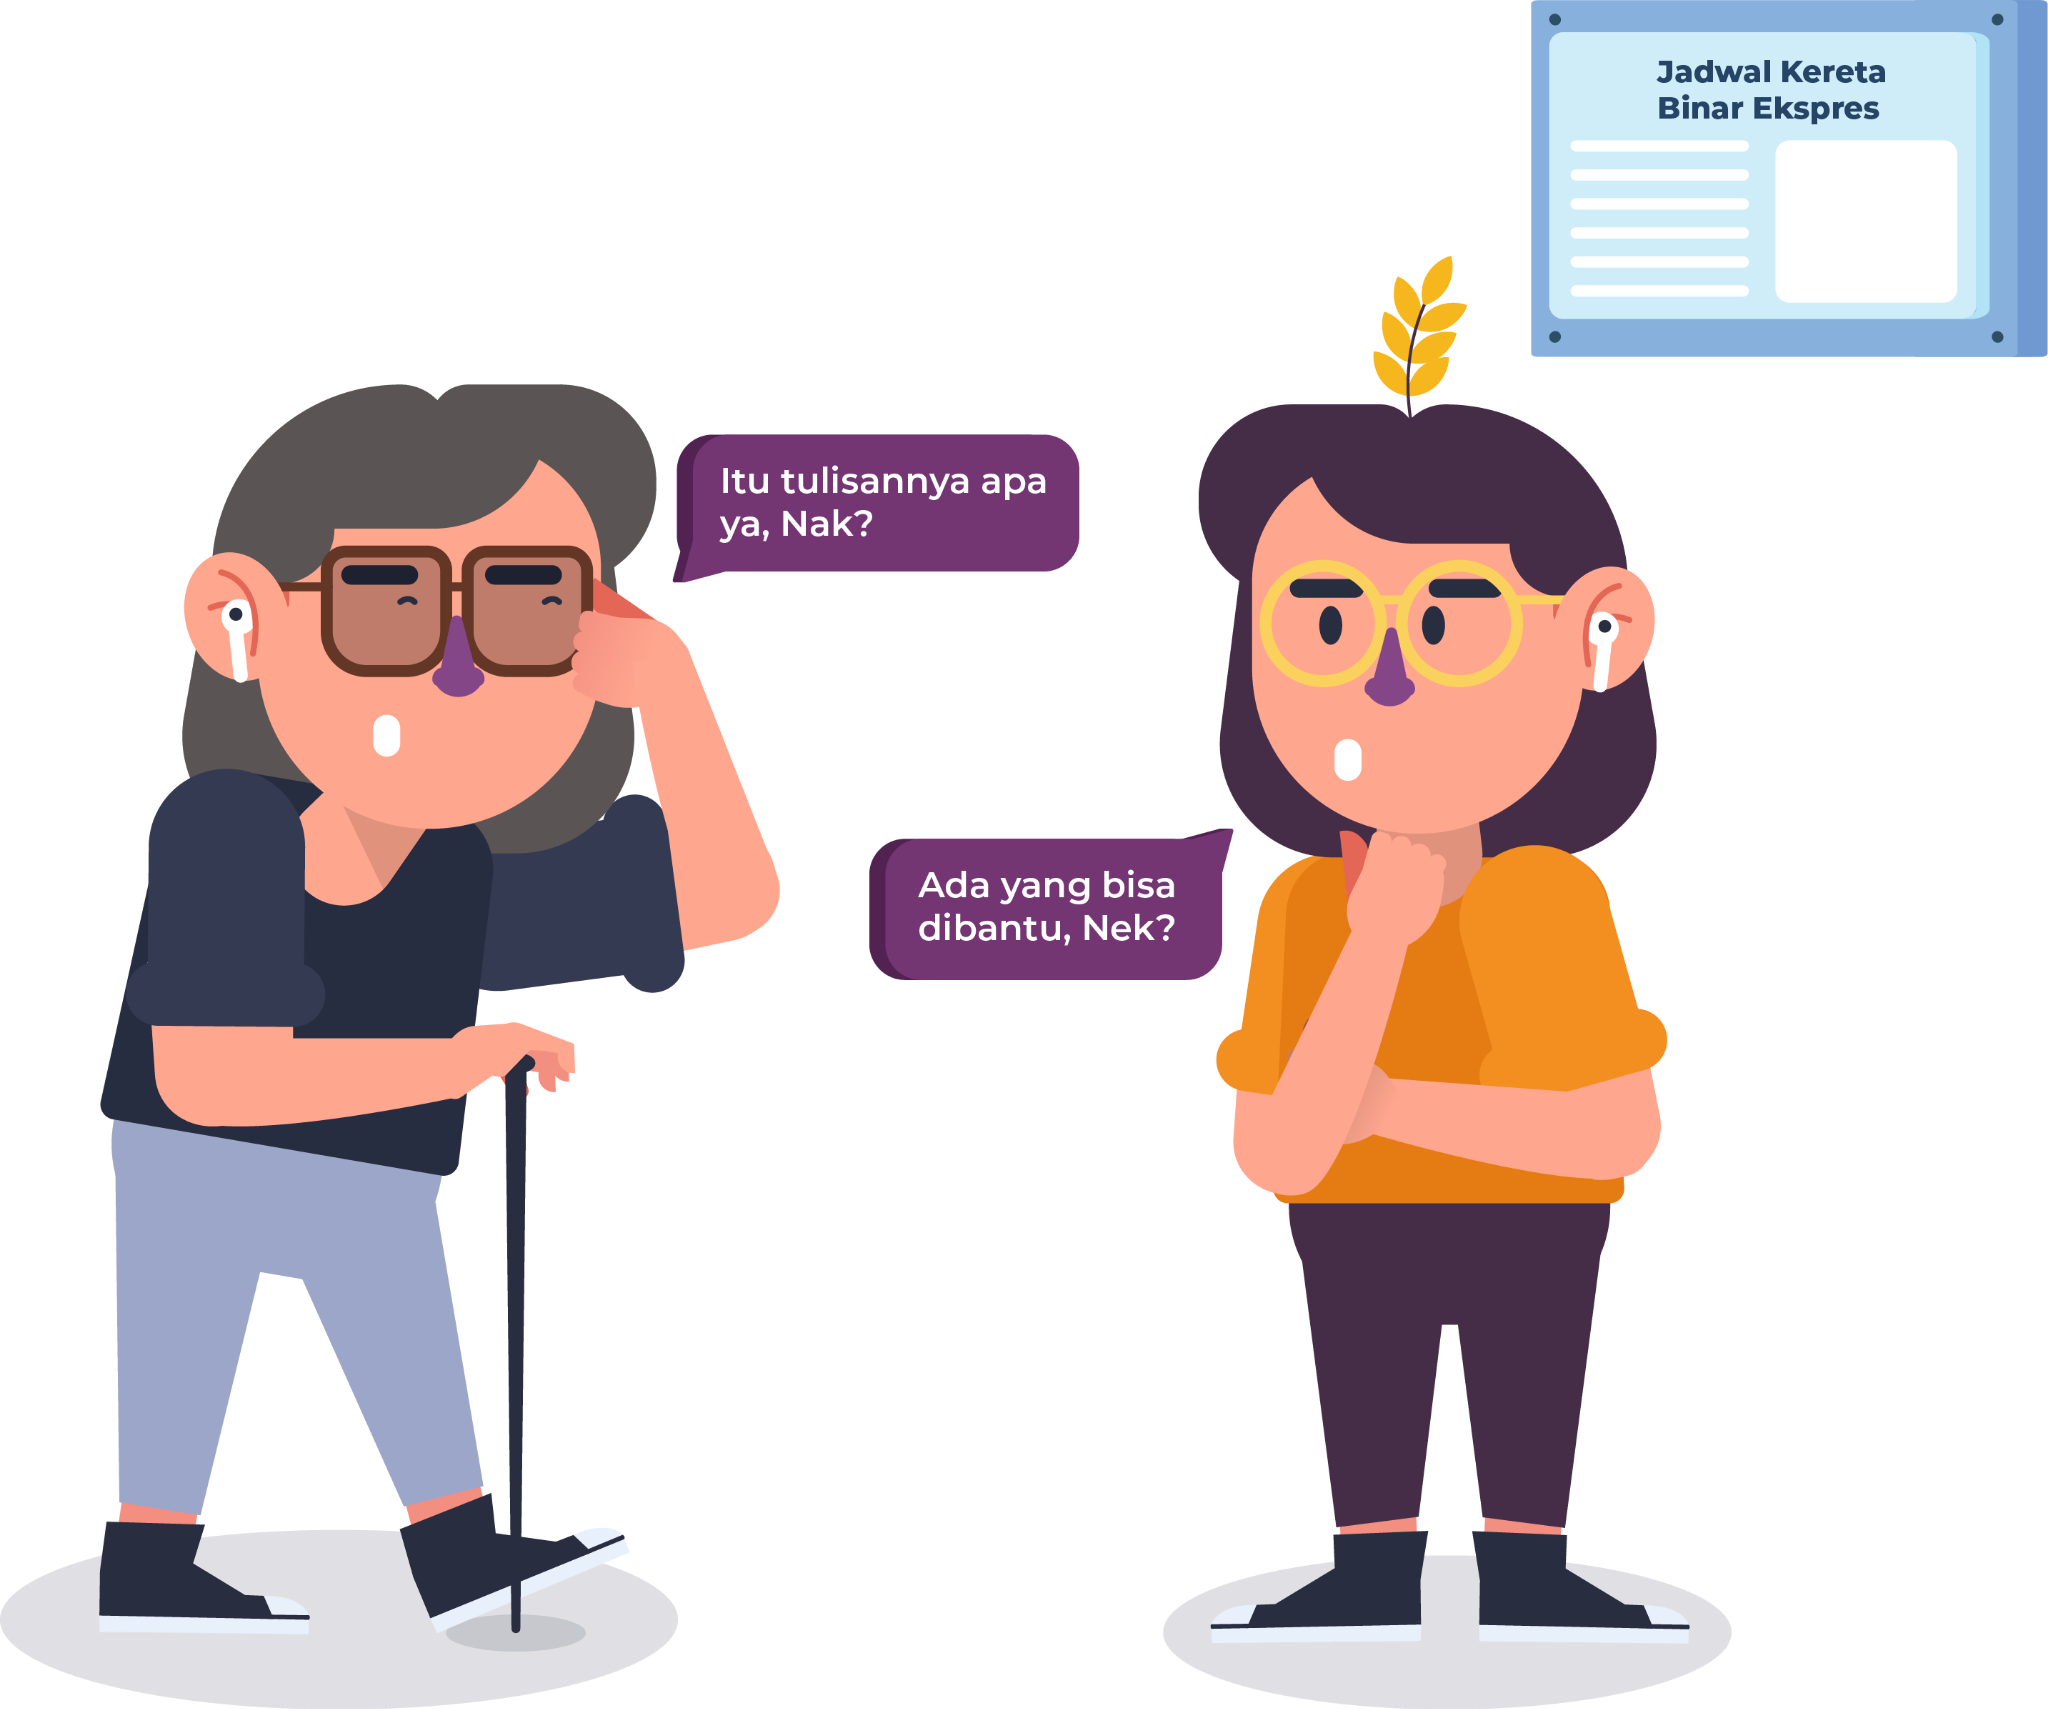 Jadwal Kereta
Binar Ekspres
Itu tulisannya apa
ya, Nak?
Ada yang bisa
dibantu, Nek?